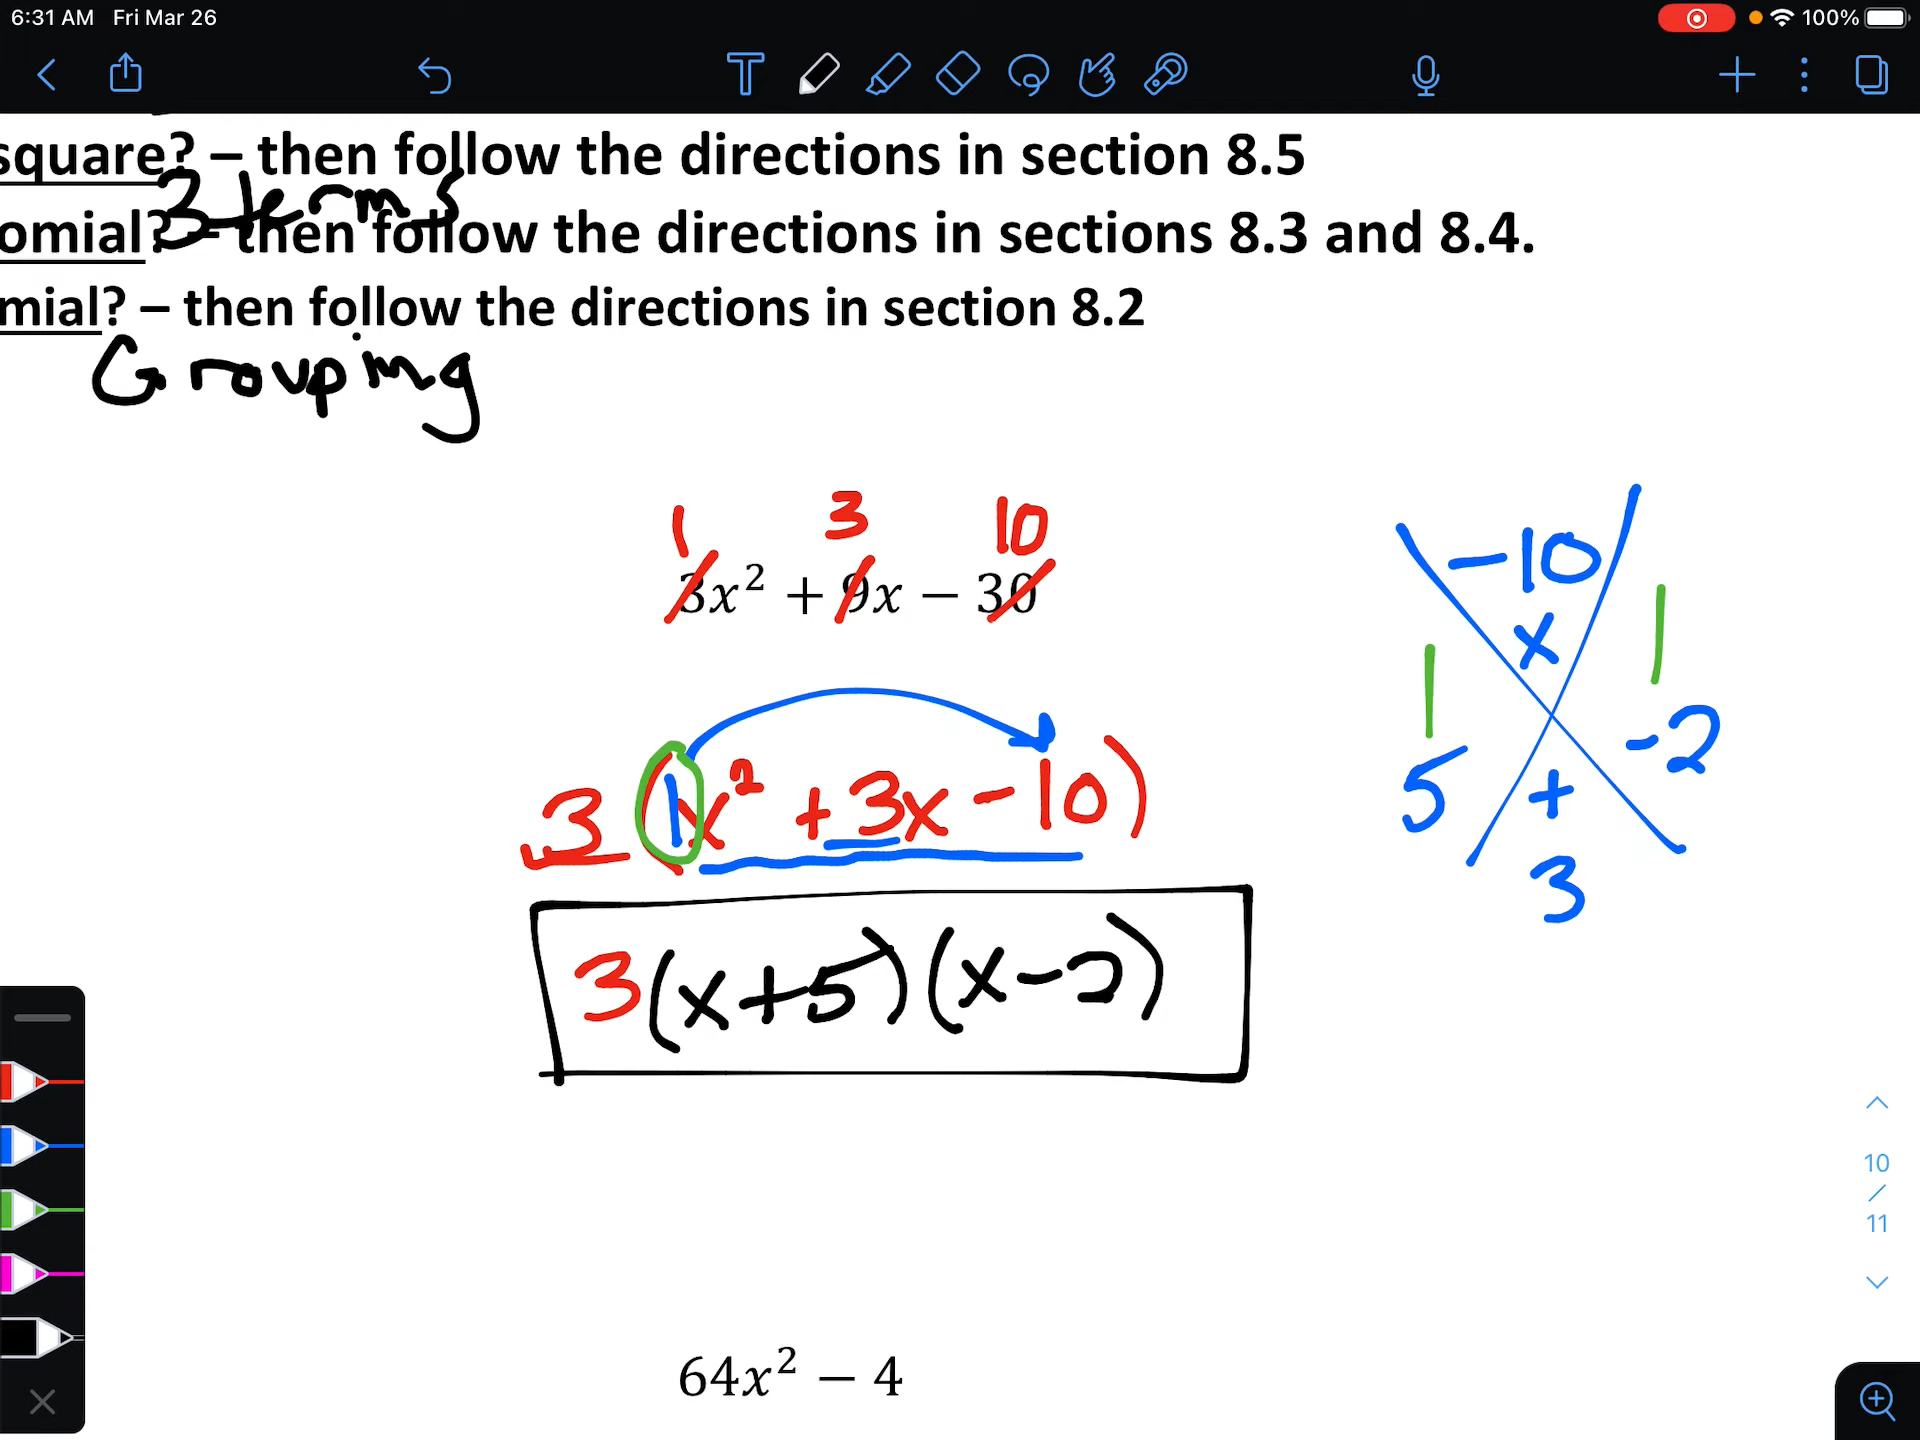 6:31 AM Fri Mar 26 100%
T
square? – then follow the directions in section 8.5
3 terms
omial? – then follow the directions in sections 8.3 and 8.4.
mial? – then follow the directions in section 8.2
Grouping
1 3 10
3x² + 9x – 30
-10
x
1 1
5 -2
+
3
3(1x² + 3x - 10)
3(x+5)(x-2)
10
/
11
64x² – 4